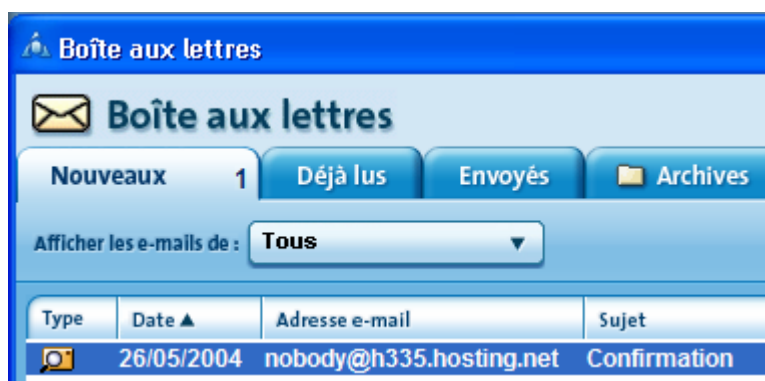 Boîte aux lettres
Boîte aux lettres
Nouveaux 1 Déjà lus Envoyés Archives
Afficher les e-mails de : Tous
Type Date Adresse e-mail Sujet
26/05/2004 nobody@h335.hosting.net Confirmation